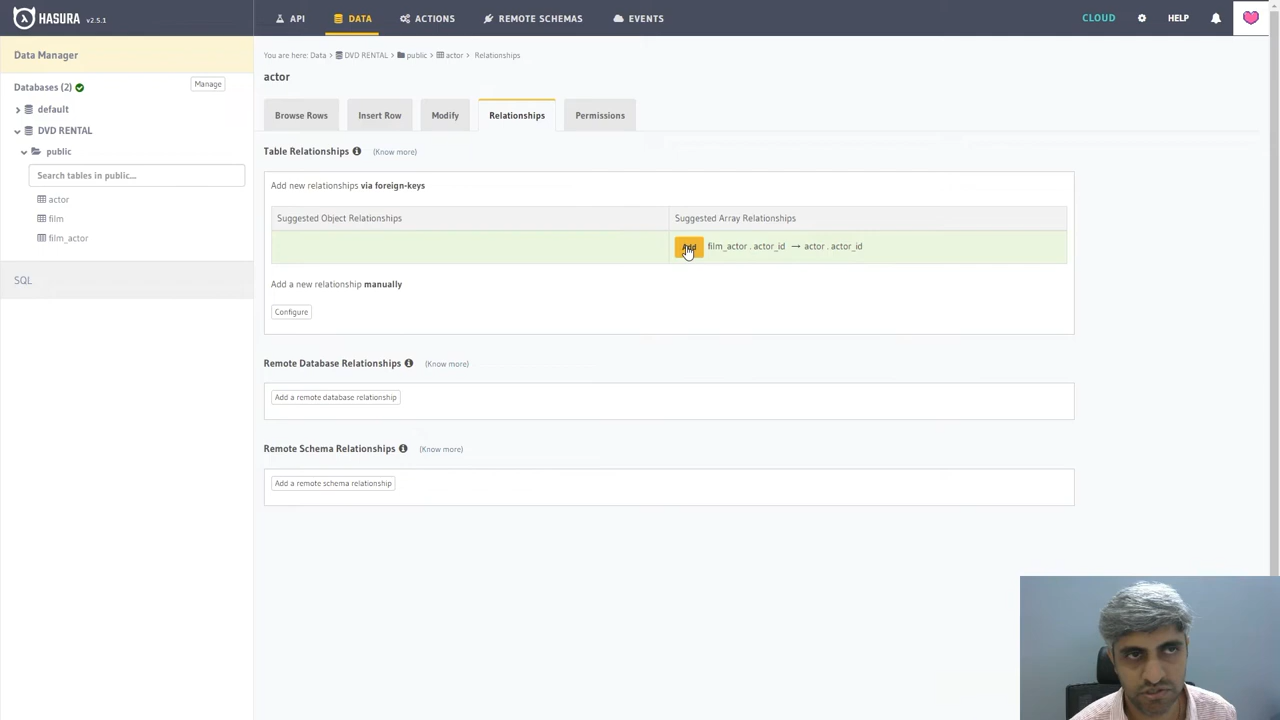 HASURA v2.5.1
API
DATA
ACTIONS
REMOTE SCHEMAS
EVENTS
CLOUD
HELP
Data Manager
Databases (2)
Manage
default
DVD RENTAL
public
Search tables in public...
actor
film
film_actor
SQL
You are here: Data > DVD RENTAL > public > actor > Relationships
actor
Browse Rows
Insert Row
Modify
Relationships
Permissions
Table Relationships (Know more)
Add new relationships via foreign-keys
Suggested Object Relationships
Suggested Array Relationships
Add film_actor . actor_id → actor . actor_id
Add a new relationship manually
Configure
Remote Database Relationships (Know more)
Add a remote database relationship
Remote Schema Relationships (Know more)
Add a remote schema relationship